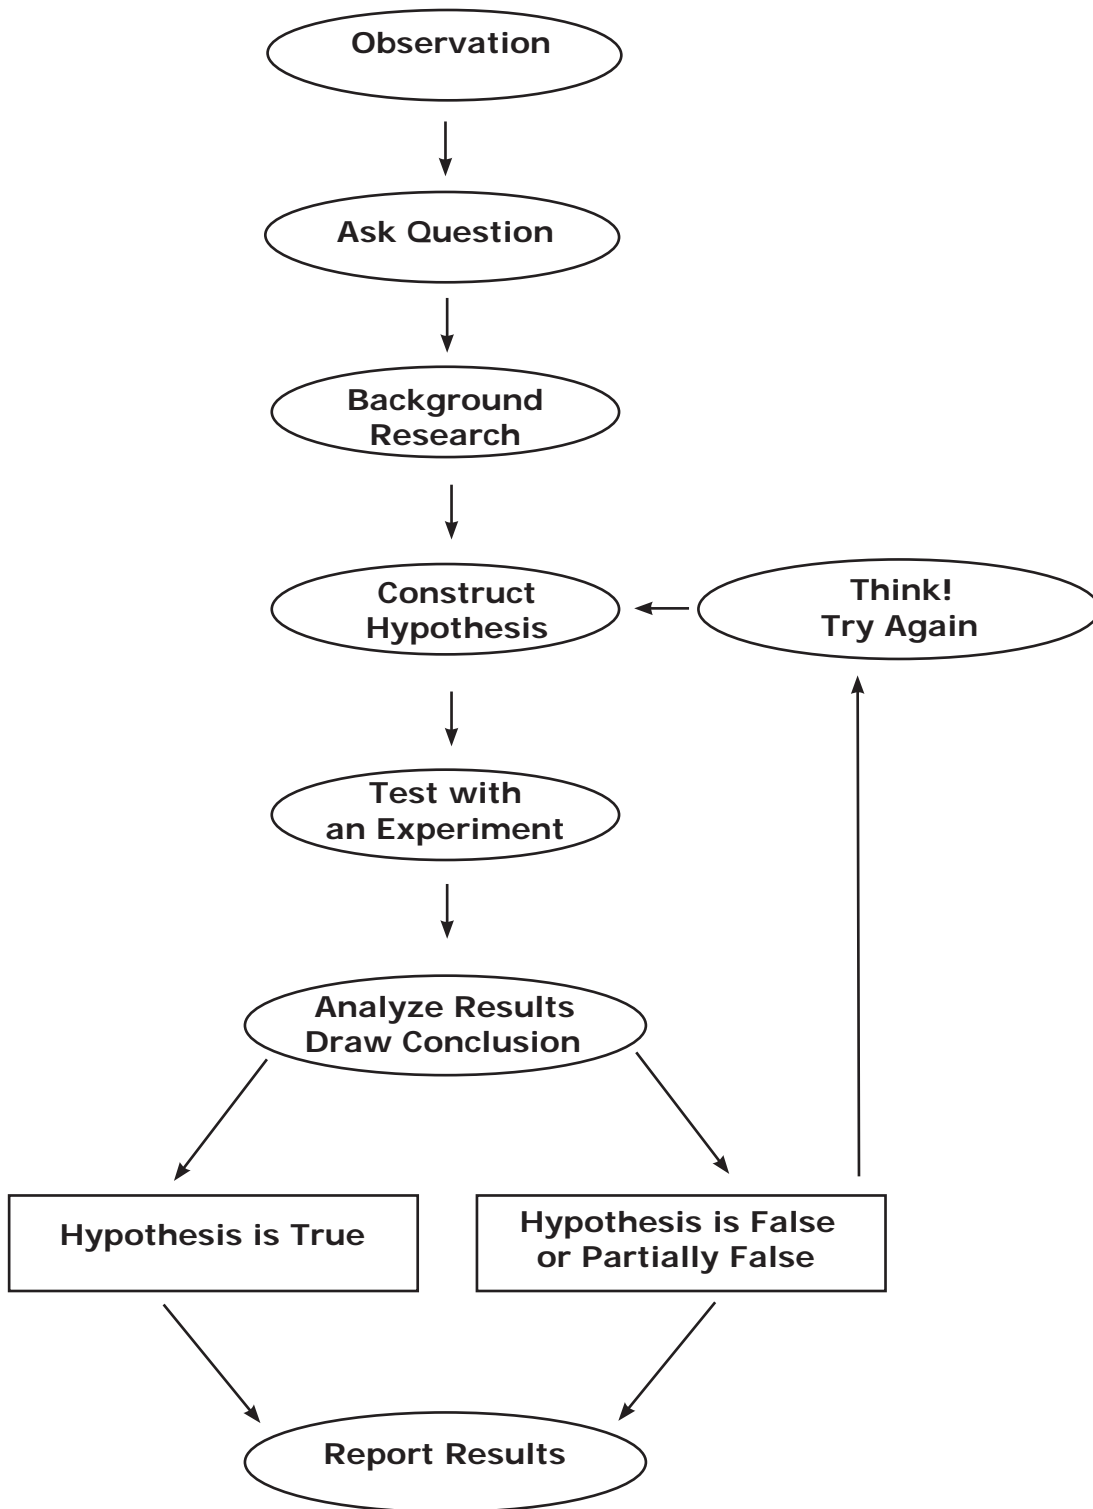 Observation
Ask Question
Background
Research
Construct
Hypothesis
Think!
Try Again
Test with
an Experiment
Analyze Results
Draw Conclusion
Hypothesis is True
Hypothesis is False
or Partially False
Report Results